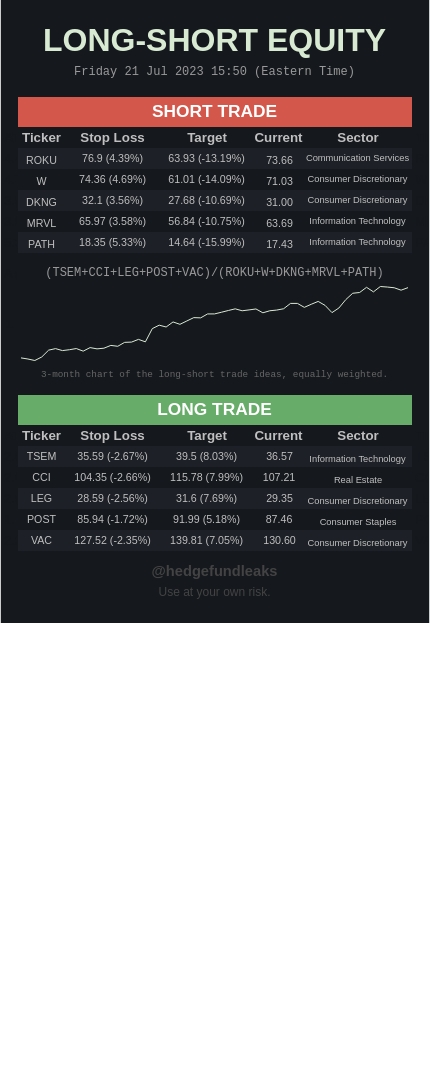 LONG-SHORT EQUITY
Friday 21 Jul 2023 15:50 (Eastern Time)
SHORT TRADE
Ticker Stop Loss Target Current Sector
ROKU 76.9 (4.39%) 63.93 (-13.19%) 73.66 Communication Services
W 74.36 (4.69%) 61.01 (-14.09%) 71.03 Consumer Discretionary
DKNG 32.1 (3.56%) 27.68 (-10.69%) 31.00 Consumer Discretionary
MRVL 65.97 (3.58%) 56.84 (-10.75%) 63.69 Information Technology
PATH 18.35 (5.33%) 14.64 (-15.99%) 17.43 Information Technology
(TSEM+CCI+LEG+POST+VAC)/(ROKU+W+DKNG+MRVL+PATH)
3-month chart of the long-short trade ideas, equally weighted.
LONG TRADE
Ticker Stop Loss Target Current Sector
TSEM 35.59 (-2.67%) 39.5 (8.03%) 36.57 Information Technology
CCI 104.35 (-2.66%) 115.78 (7.99%) 107.21 Real Estate
LEG 28.59 (-2.56%) 31.6 (7.69%) 29.35 Consumer Discretionary
POST 85.94 (-1.72%) 91.99 (5.18%) 87.46 Consumer Staples
VAC 127.52 (-2.35%) 139.81 (7.05%) 130.60 Consumer Discretionary
@hedgefundleaks
Use at your own risk.